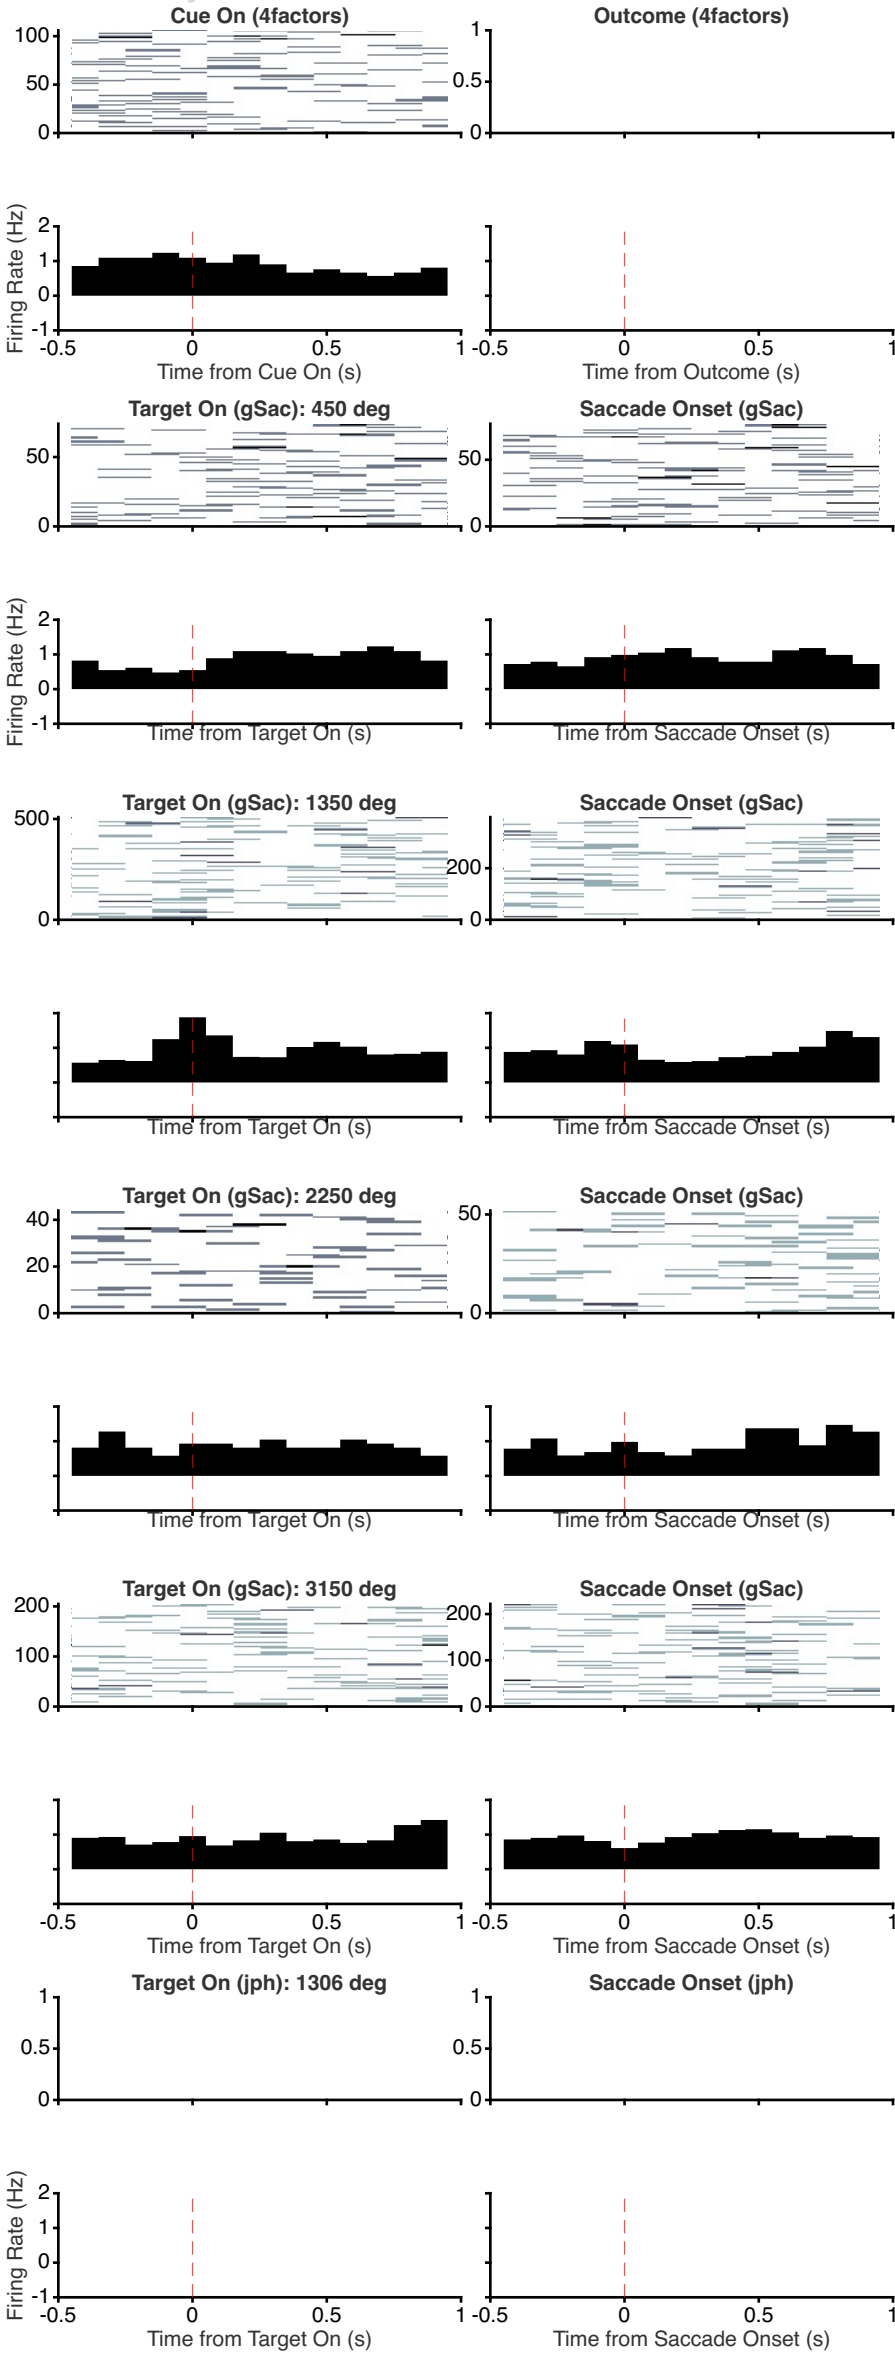 Cue On (4factors)
Outcome (4factors)
100
50
0
1
0.5
0
Firing Rate (Hz)
2
1
0
-1
-0.5
0
0.5
1
-0.5
0
0.5
1
Time from Cue On (s)
Time from Outcome (s)
Target On (gSac): 450 deg
Saccade Onset (gSac)
50
0
50
0
Firing Rate (Hz)
2
1
0
-1
Time from Target On (s)
Time from Saccade Onset (s)
Target On (gSac): 1350 deg
Saccade Onset (gSac)
500
0
200
0
Time from Target On (s)
Time from Saccade Onset (s)
Target On (gSac): 2250 deg
Saccade Onset (gSac)
40
20
0
50
0
Time from Target On (s)
Time from Saccade Onset (s)
Target On (gSac): 3150 deg
Saccade Onset (gSac)
200
100
0
200
100
0
-0.5
0
0.5
1
-0.5
0
0.5
1
Time from Target On (s)
Time from Saccade Onset (s)
Target On (jph): 1306 deg
Saccade Onset (jph)
1
0.5
0
1
0.5
0
Firing Rate (Hz)
2
1
0
-1
-0.5
0
0.5
1
-0.5
0
0.5
1
Time from Target On (s)
Time from Saccade Onset (s)